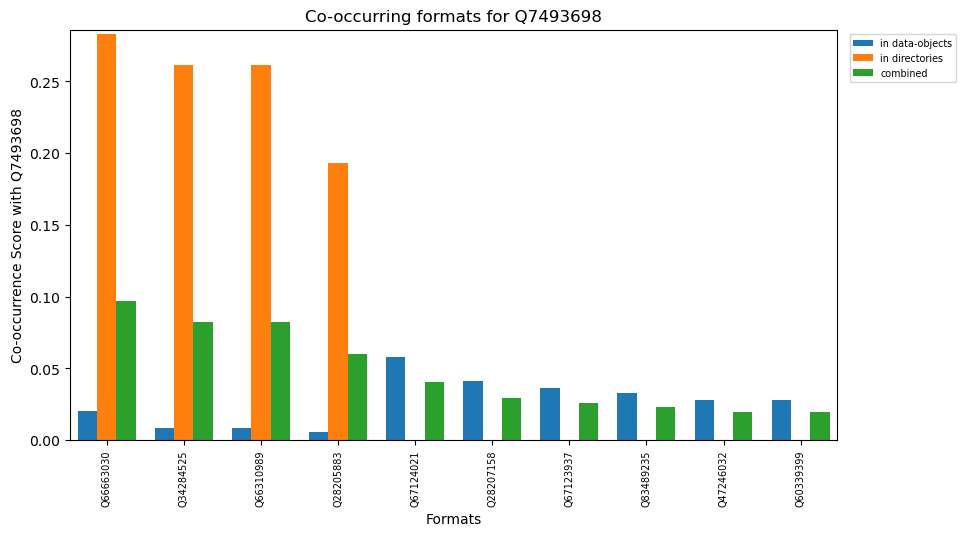 Co-occurring formats for Q7493698
in data-objects
in directories
combined
Co-occurrence Score with Q7493698
0.25
0.20
0.15
0.10
0.05
0.00
Q66663030
Q34284525
Q66310989
Q28205883
Q67124021
Q28207158
Q67123937
Q83489235
Q47246032
Q60339399
Formats